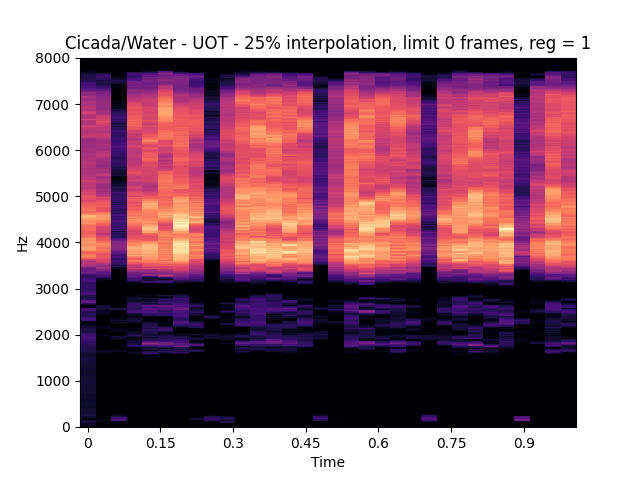 Cicada/Water - UOT - 25% interpolation, limit 0 frames, reg = 1
8000
7000
6000
5000
4000
3000
2000
1000
0
Hz
0 0.15 0.3 0.45 0.6 0.75 0.9
Time